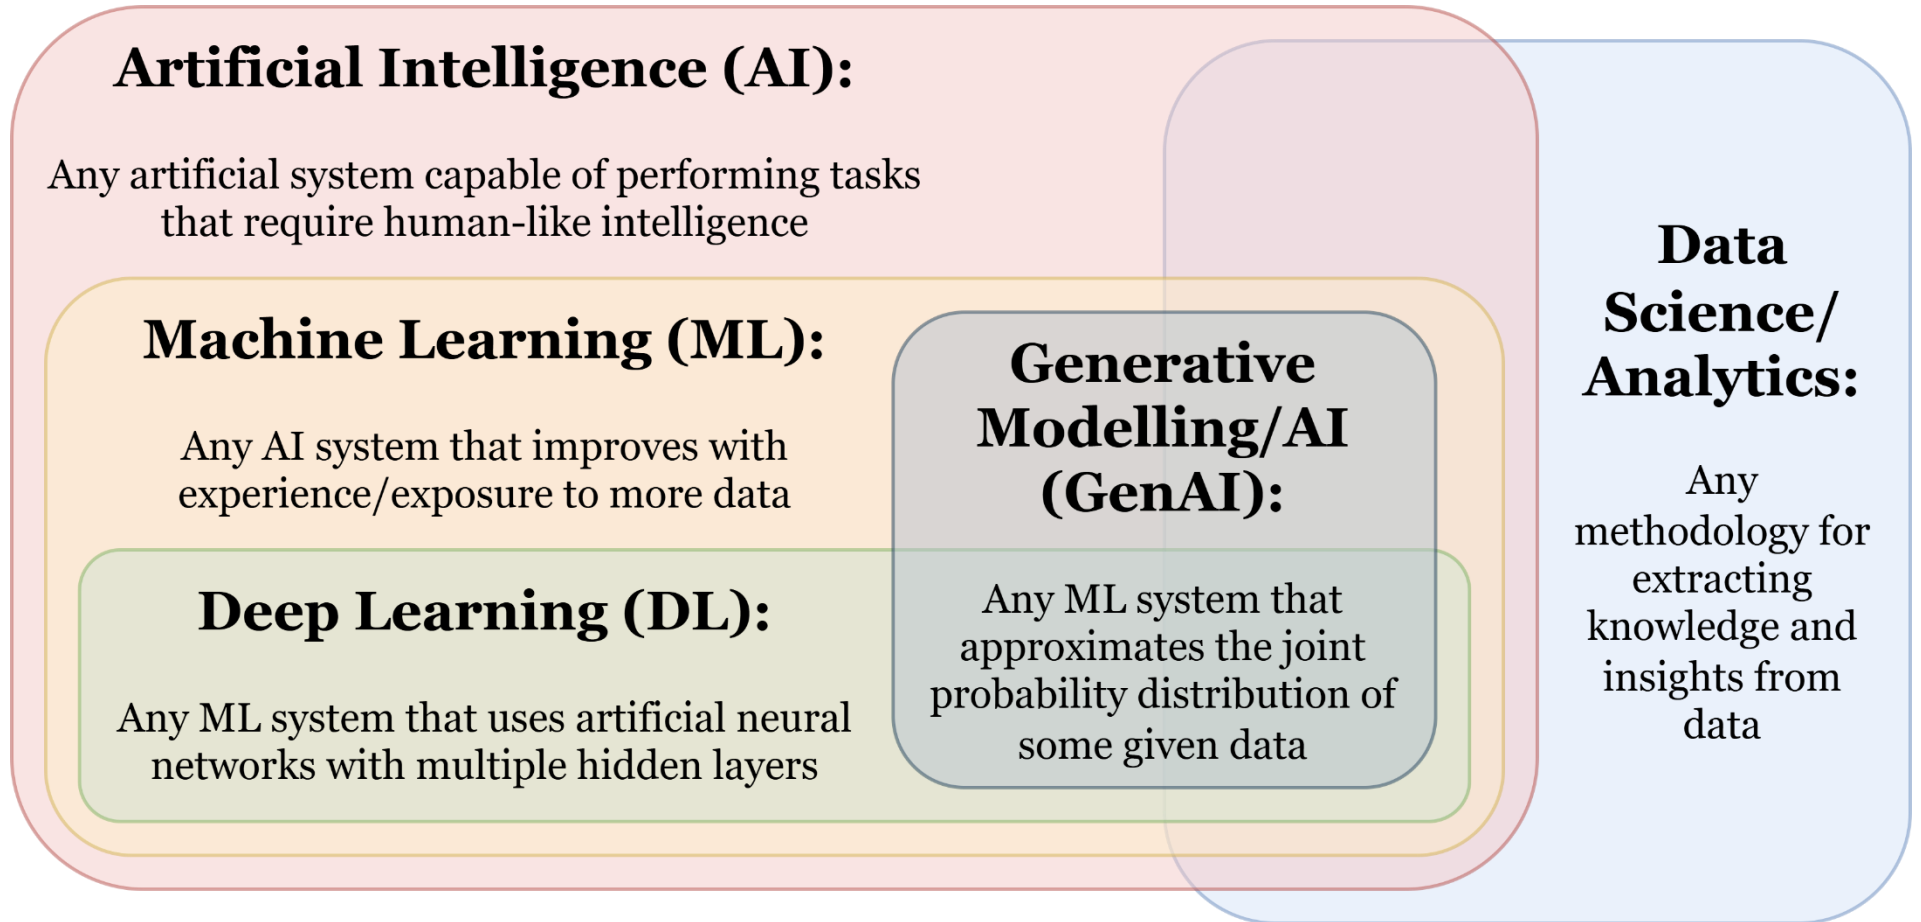 Artificial Intelligence (AI):
Any artificial system capable of performing tasks
that require human-like intelligence
Machine Learning (ML):
Any AI system that improves with
experience/exposure to more data
Deep Learning (DL):
Any ML system that uses artificial neural
networks with multiple hidden layers
Generative
Modelling/AI
(GenAI):
Any ML system that
approximates the joint
probability distribution of
some given data
Data
Science/
Analytics:
Any
methodology for
extracting
knowledge and
insights from
data